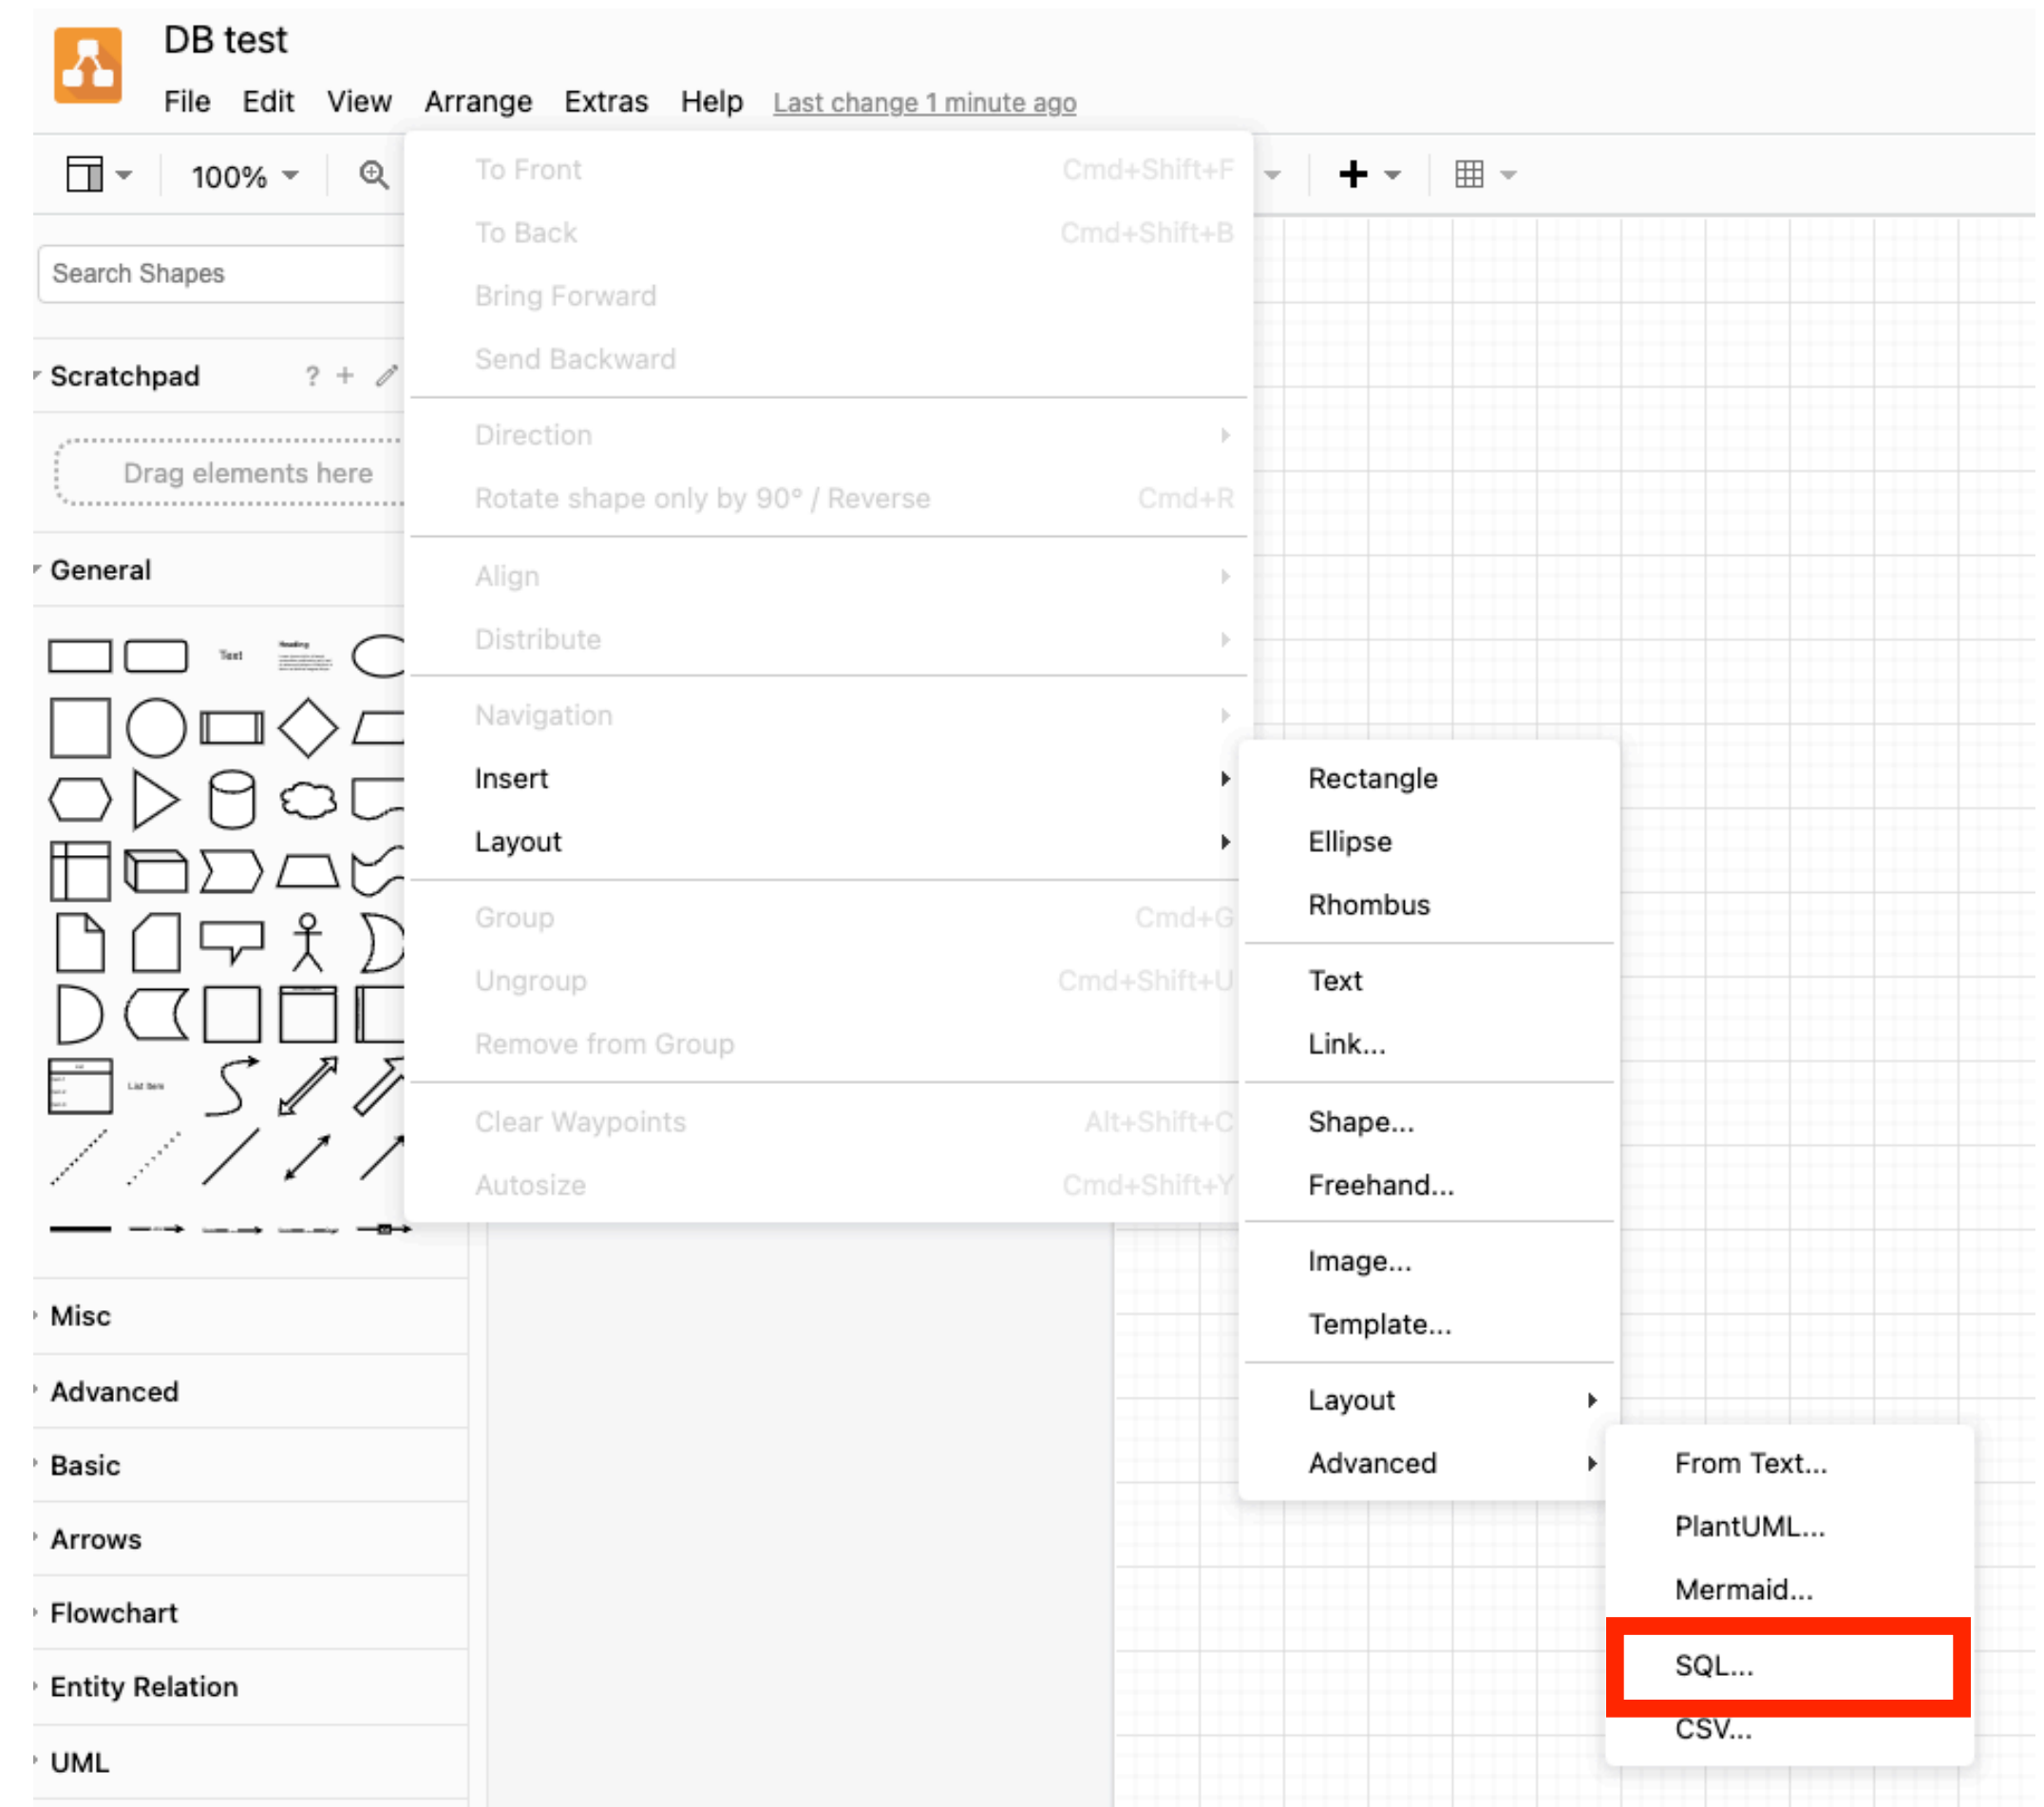 DB test
File Edit View Arrange Extras Help Last change 1 minute ago
100%
Search Shapes
Scratchpad ? +
Drag elements here
General
Text
Heading
List Item
Misc
Advanced
Basic
Arrows
Flowchart
Entity Relation
UML
To Front Cmd+Shift+F
To Back Cmd+Shift+B
Bring Forward
Send Backward
Direction
Rotate shape only by 90° / Reverse Cmd+R
Align
Distribute
Navigation
Insert
Layout
Group Cmd+G
Ungroup Cmd+Shift+U
Remove from Group
Clear Waypoints Alt+Shift+C
Autosize Cmd+Shift+Y
Rectangle
Ellipse
Rhombus
Text
Link...
Shape...
Freehand...
Image...
Template...
Layout
Advanced
From Text...
PlantUML...
Mermaid...
SQL...
CSV...